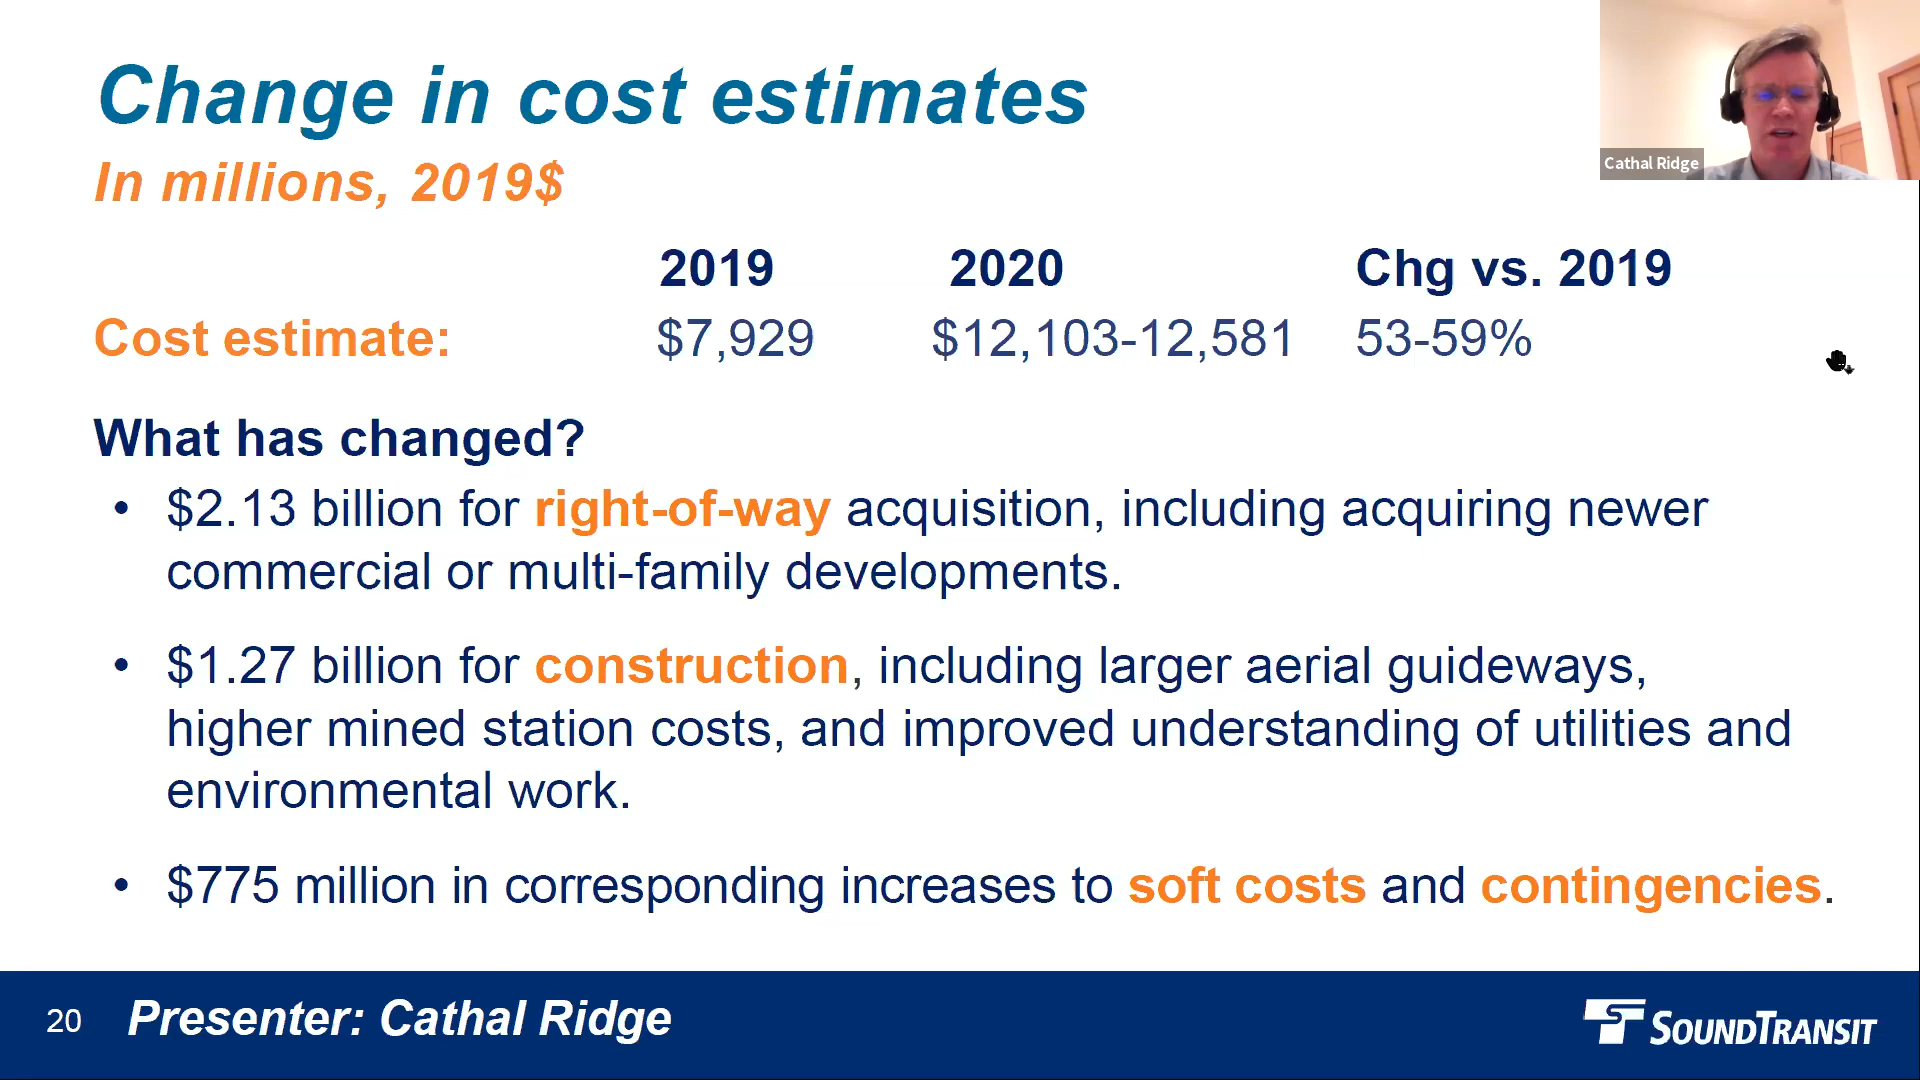 Change in cost estimates
In millions, 2019$
Cathal Ridge
2019 2020 Chg vs. 2019
Cost estimate: $7,929 $12,103-12,581 53-59%
What has changed?
• $2.13 billion for right-of-way acquisition, including acquiring newer
commercial or multi-family developments.
• $1.27 billion for construction, including larger aerial guideways,
higher mined station costs, and improved understanding of utilities and
environmental work.
• $775 million in corresponding increases to soft costs and contingencies.
20 Presenter: Cathal Ridge
ST SOUNDTRANSIT